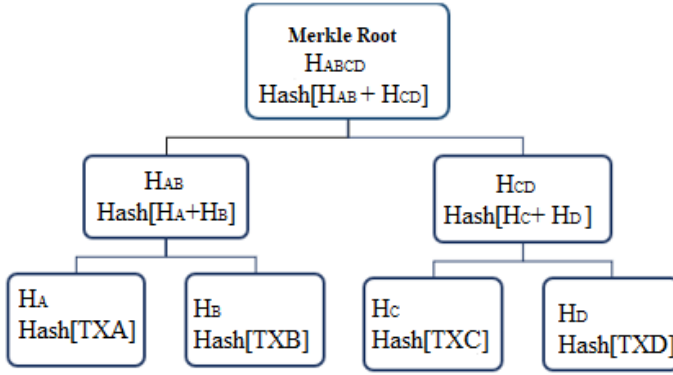 Merkle Root
HABCD
Hash[HAB + HCD]
HAB
Hash[HA+HB]
HCD
Hash[HC+ HD ]
HA
Hash[TXA]
HB
Hash[TXB]
HC
Hash[TXC]
HD
Hash[TXD]